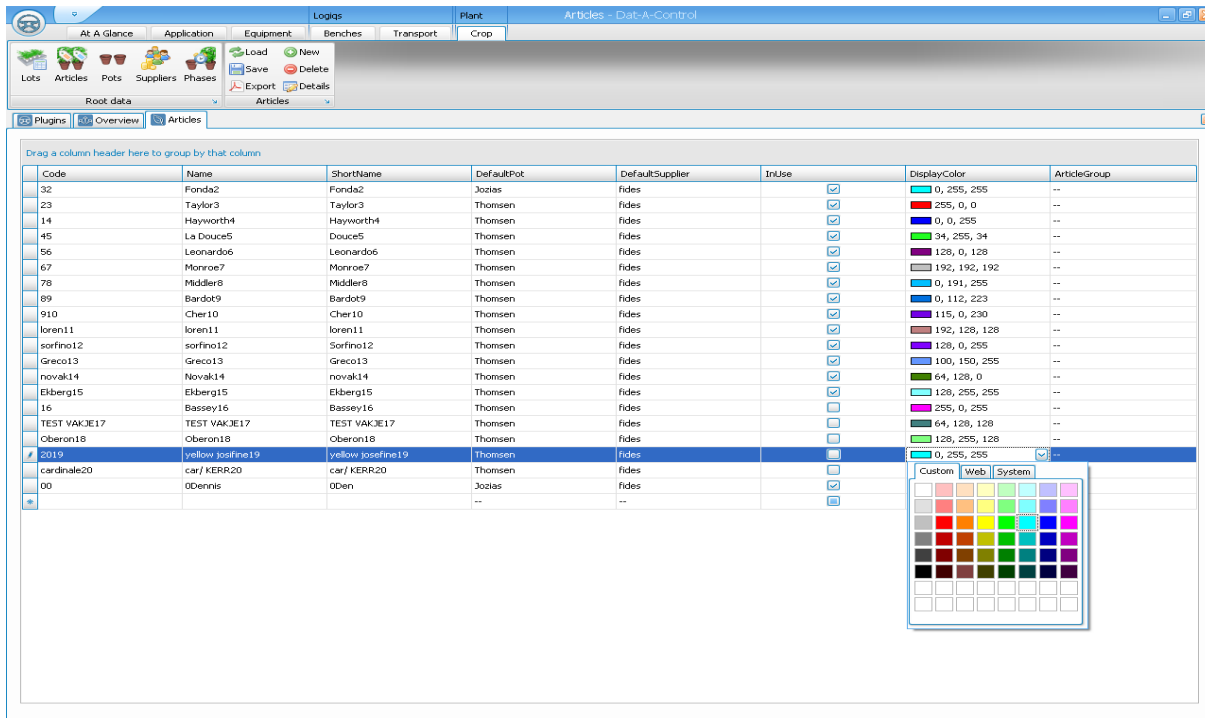 Logiqs Plant Articles - Dat-A-Control
At A Glance Application Equipment Benches Transport Crop
Load New
Save Delete
Lots Articles Pots Suppliers Phases
Export Details
Root data Articles
Plugins Overview Articles
Drag a column header here to group by that column
Code Name ShortName DefaultPot DefaultSupplier InUse DisplayColor ArticleGroup
32 Fonda2 Fonda2 Jozias fides 0, 255, 255 --
23 Taylor3 Taylor3 Thomsen fides 255, 0, 0 --
14 Hayworth4 Hayworth4 Thomsen fides 0, 0, 255 --
45 La Douce5 Douce5 Thomsen fides 34, 255, 34 --
56 Leonardo6 Leonardo6 Thomsen fides 128, 0, 128 --
67 Monroe7 Monroe7 Thomsen fides 192, 192, 192 --
78 Middler8 Middler8 Thomsen fides 0, 191, 255 --
89 Bardot9 Bardot9 Thomsen fides 0, 112, 223 --
910 Cher10 Cher10 Thomsen fides 115, 0, 230 --
loren11 loren11 loren11 Thomsen fides 192, 128, 128 --
sorfino12 sorfino12 Sorfino12 Thomsen fides 128, 0, 255 --
Greco13 Greco13 Greco13 Thomsen fides 100, 150, 255 --
novak14 Novak14 novak14 Thomsen fides 64, 128, 0 --
Ekberg15 Ekberg15 Ekberg15 Thomsen fides 128, 255, 255 --
16 Bassey16 Bassey16 Thomsen fides 255, 0, 255 --
TEST VAKJE17 TEST VAKJE17 TEST VAKJE17 Thomsen fides 64, 128, 128 --
Oberon18 Oberon18 Oberon18 Thomsen fides 128, 255, 128 --
2019 yellow josifine19 yellow josefine19 Thomsen fides 0, 255, 255 --
cardinale20 car/ KERR20 car/ KERR20 Thomsen fides
00 0Dennis 0Den Jozias fides
-- --
Custom Web System